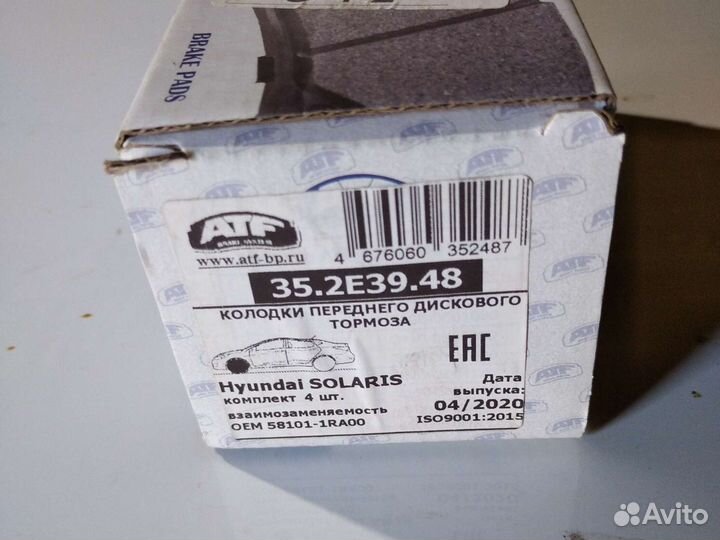 BRAKE PADS
ATF
ATF
www.atf-bp.ru
4 676060 352487
35.2E39.48
КОЛОДКИ ПЕРЕДНЕГО ДИСКОВОГО
ТОРМОЗА
EAC
Hyundai SOLARIS
комплект 4 шт.
Дата
выпуска:
04/2020
взаимозаменяемость
OEM 58101-1RA00
ISO9001:2015
Avito